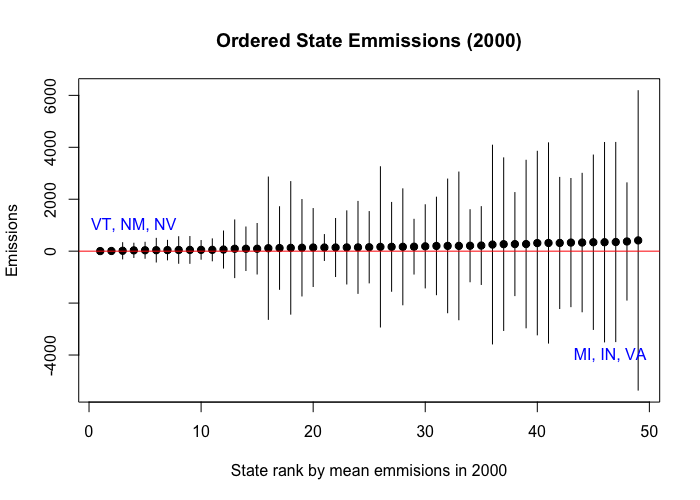 Ordered State Emmissions (2000)
6000
4000
2000
0
-4000
Emissions
VT, NM, NV
MI, IN, VA
0 10 20 30 40 50
State rank by mean emmisions in 2000